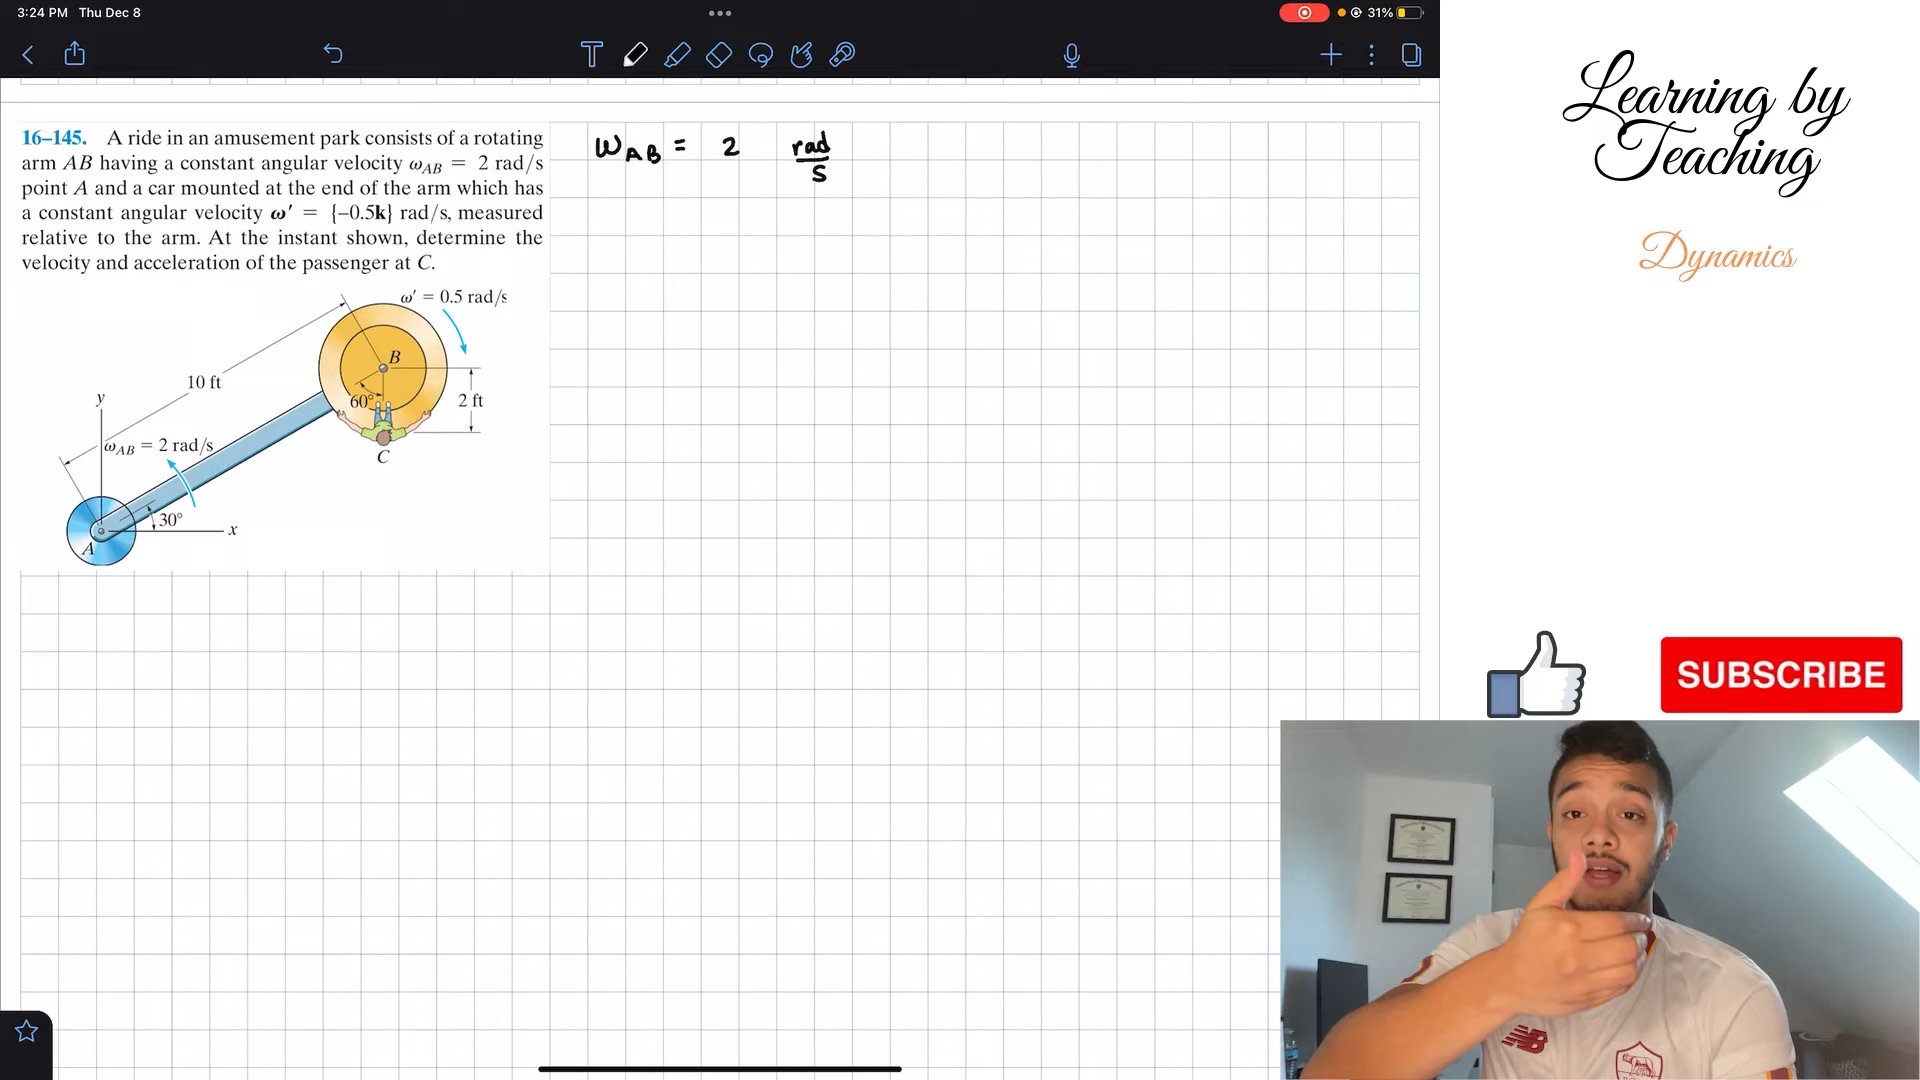 3:24 PM Thu Dec 8
31%
16–145. A ride in an amusement park consists of a rotating
arm AB having a constant angular velocity ωAB = 2 rad/s
point A and a car mounted at the end of the arm which has
a constant angular velocity ω′ = {−0.5k} rad/s, measured
relative to the arm. At the instant shown, determine the
velocity and acceleration of the passenger at C.
ωAB = 2 rad/s
ω′ = 0.5 rad/s
B
10 ft
60°
2 ft
y
ωAB = 2 rad/s
C
30°
x
A
Learning by
Teaching
Dynamics
SUBSCRIBE